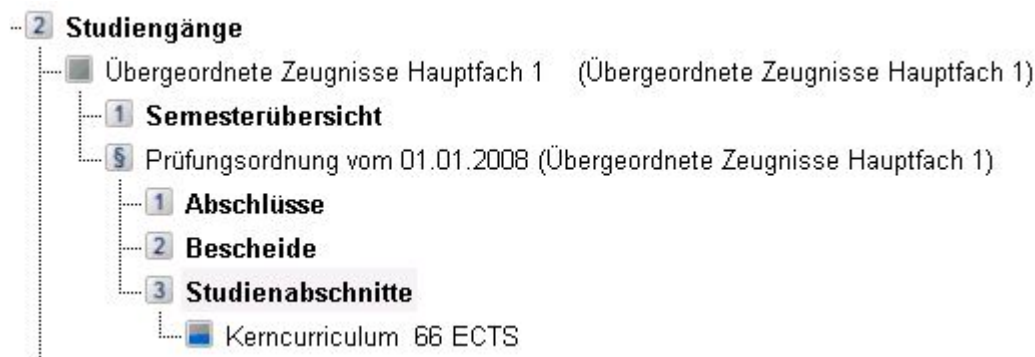 2 Studiengänge
Übergeordnete Zeugnisse Hauptfach 1 (Übergeordnete Zeugnisse Hauptfach 1)
1 Semesterübersicht
§ Prüfungsordnung vom 01.01.2008 (Übergeordnete Zeugnisse Hauptfach 1)
1 Abschlüsse
2 Bescheide
3 Studienabschnitte
Kerncurriculum 66 ECTS